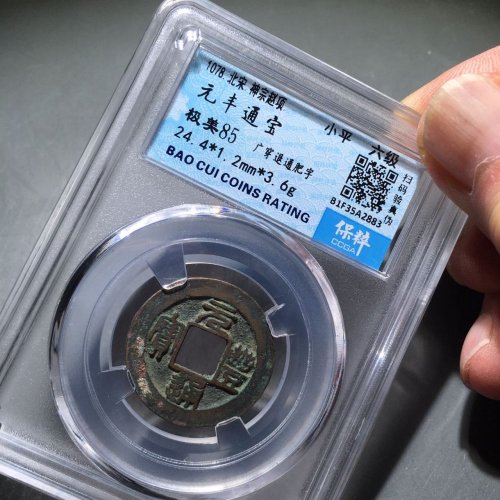 1078 北宋 神宗赵顼
元丰通宝 小平 六级
极美85 广穿退通肥字
24.4*1.2mm*3.6g
BAO CUI COINS RATING
扫码验真伪
B1F35A2883
保粹
CCGA
元豐通寶